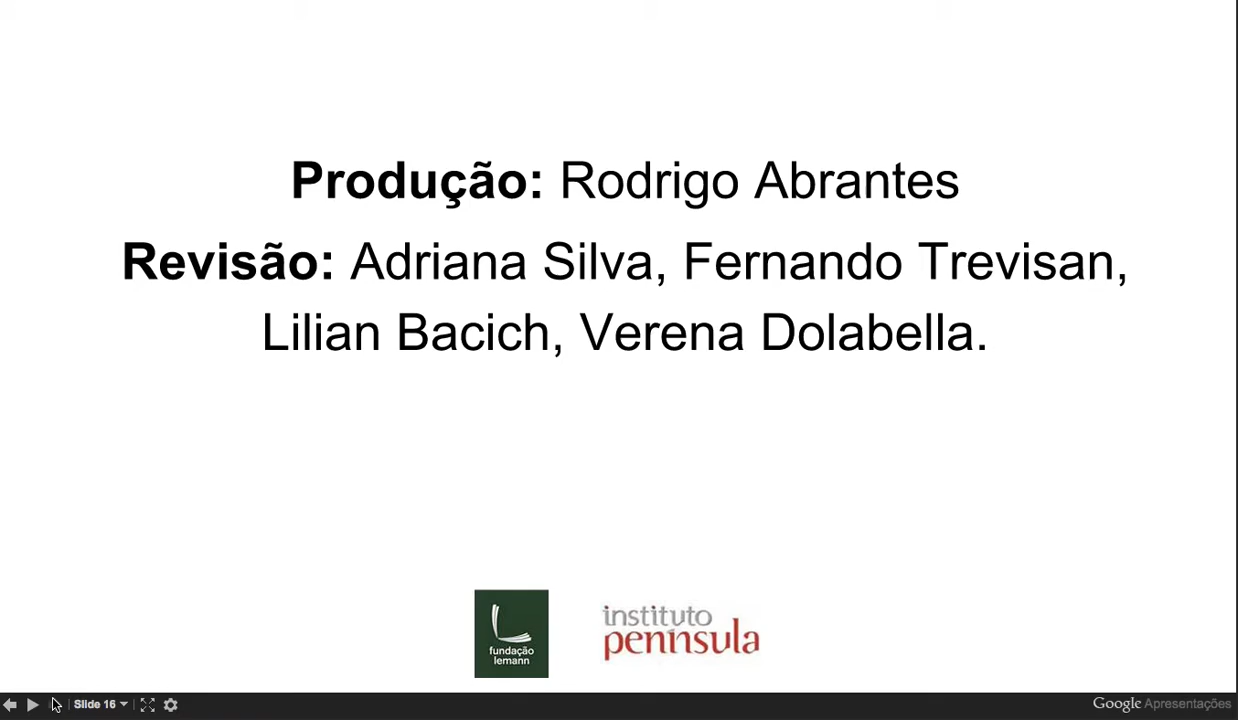 Produção: Rodrigo Abrantes
Revisão: Adriana Silva, Fernando Trevisan,
Lilian Bacich, Verena Dolabella.
fundação
lemann
instituto
península
Slide 16
Google Apresentações